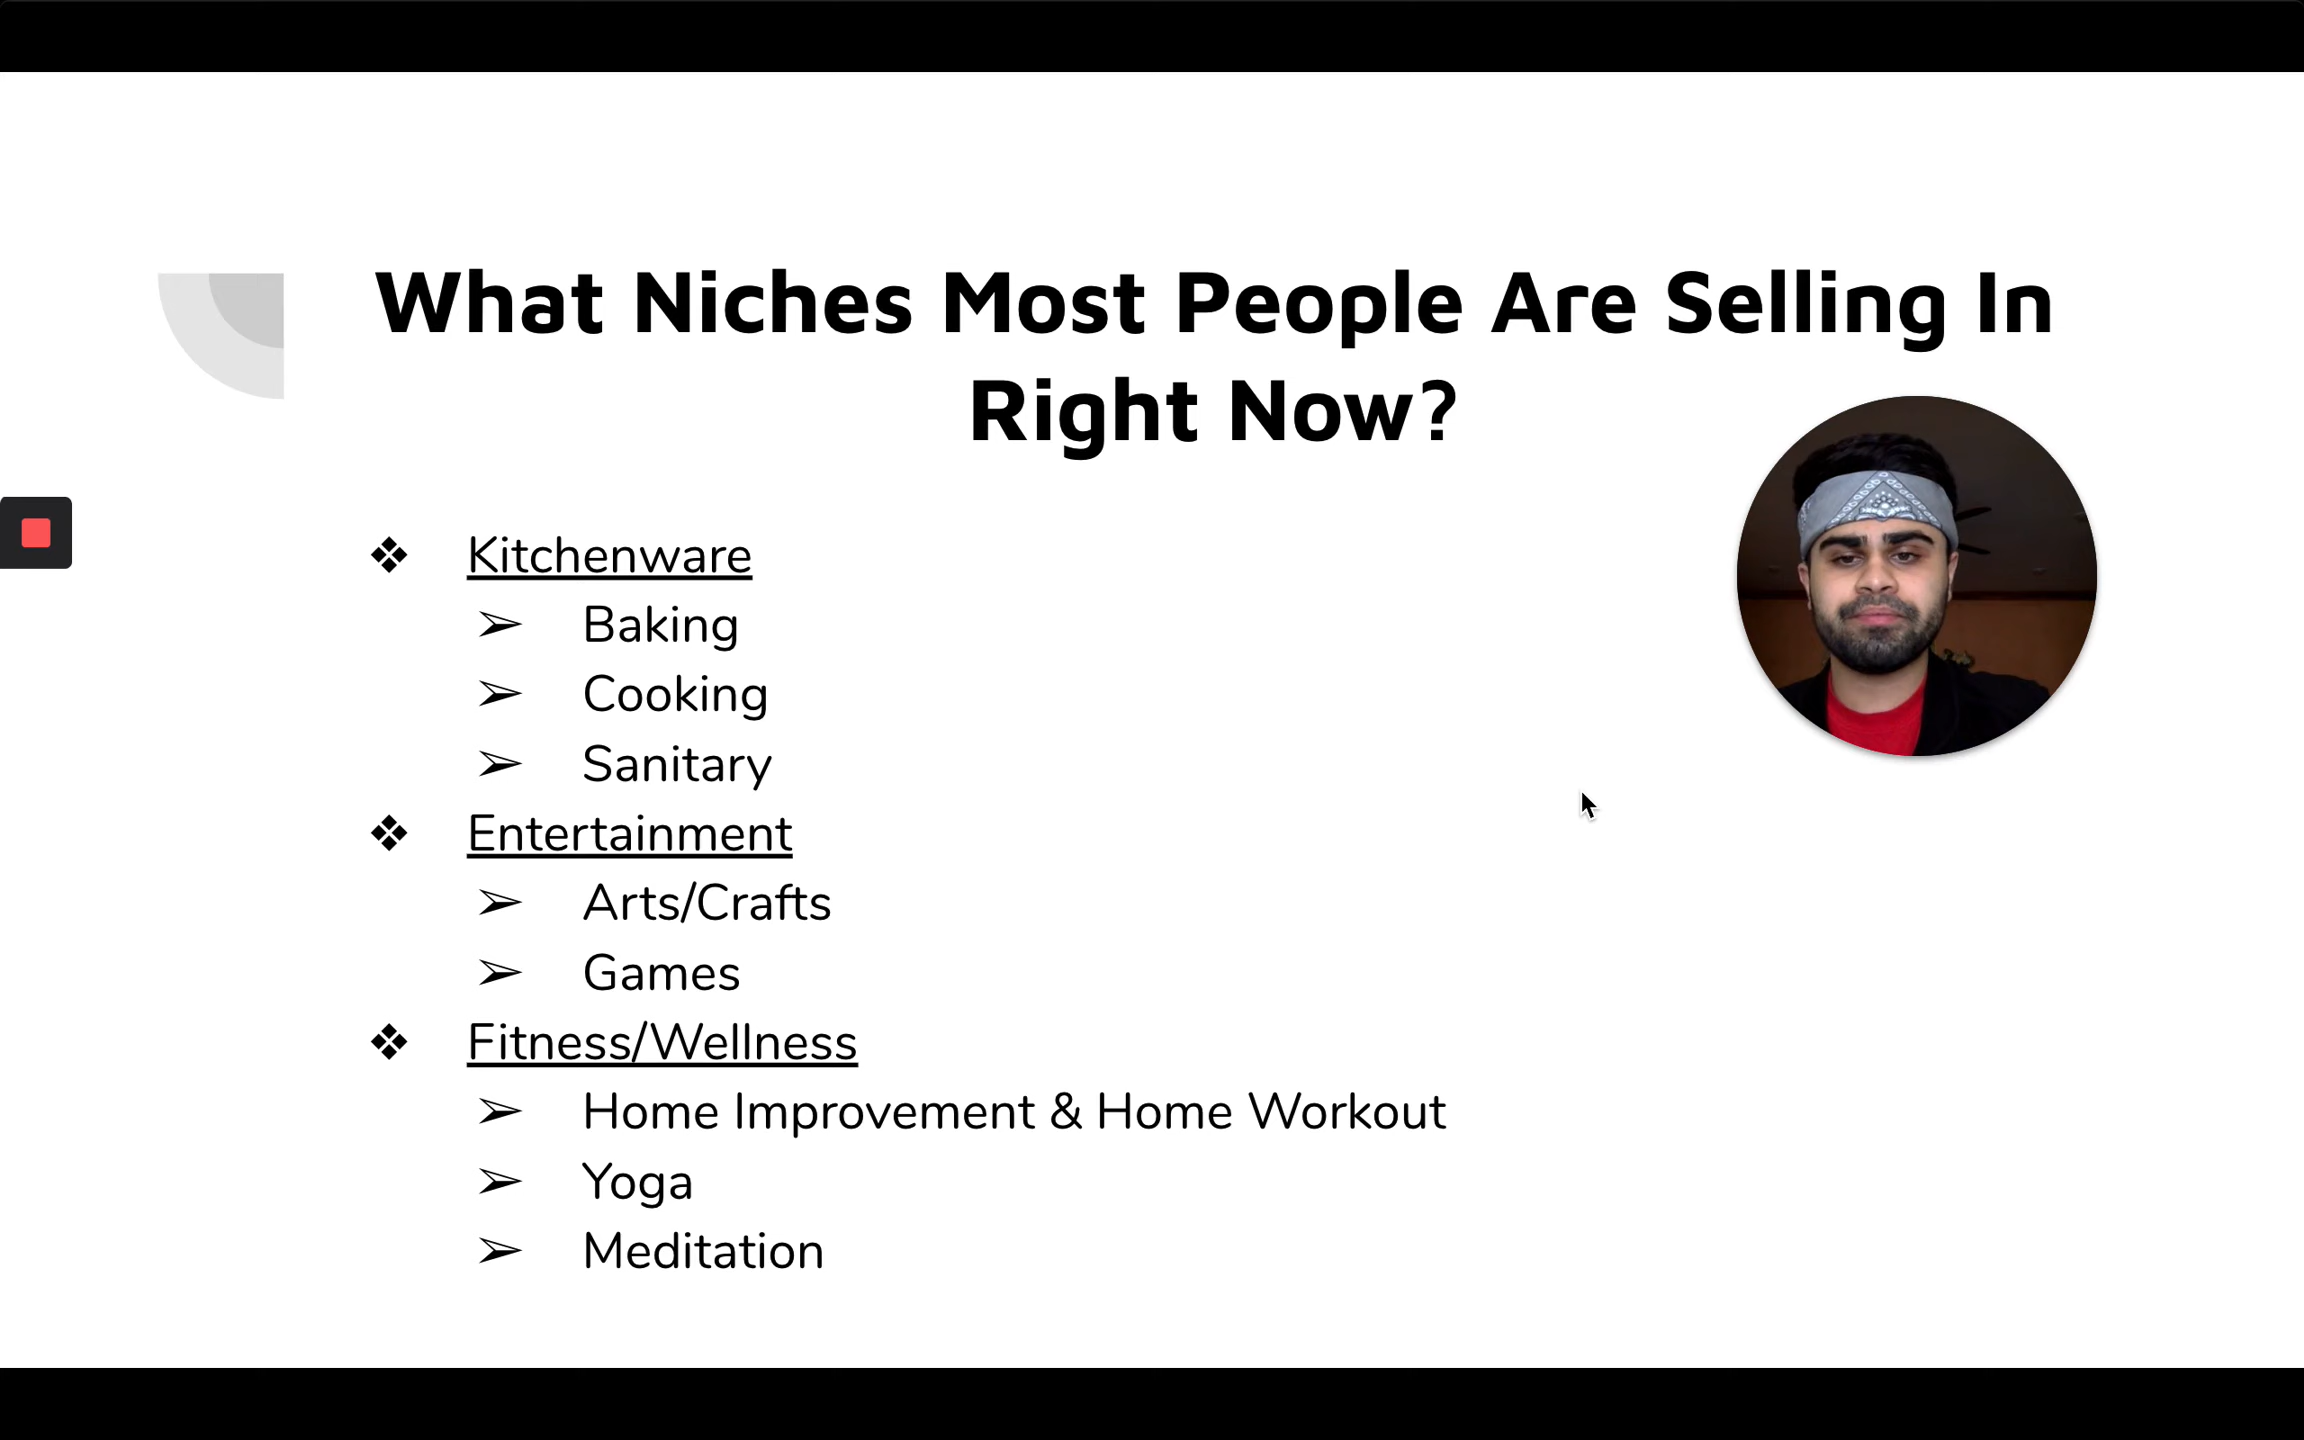 What Niches Most People Are Selling In
Right Now?
❖ Kitchenware
➢ Baking
➢ Cooking
➢ Sanitary
❖ Entertainment
➢ Arts/Crafts
➢ Games
❖ Fitness/Wellness
➢ Home Improvement & Home Workout
➢ Yoga
➢ Meditation